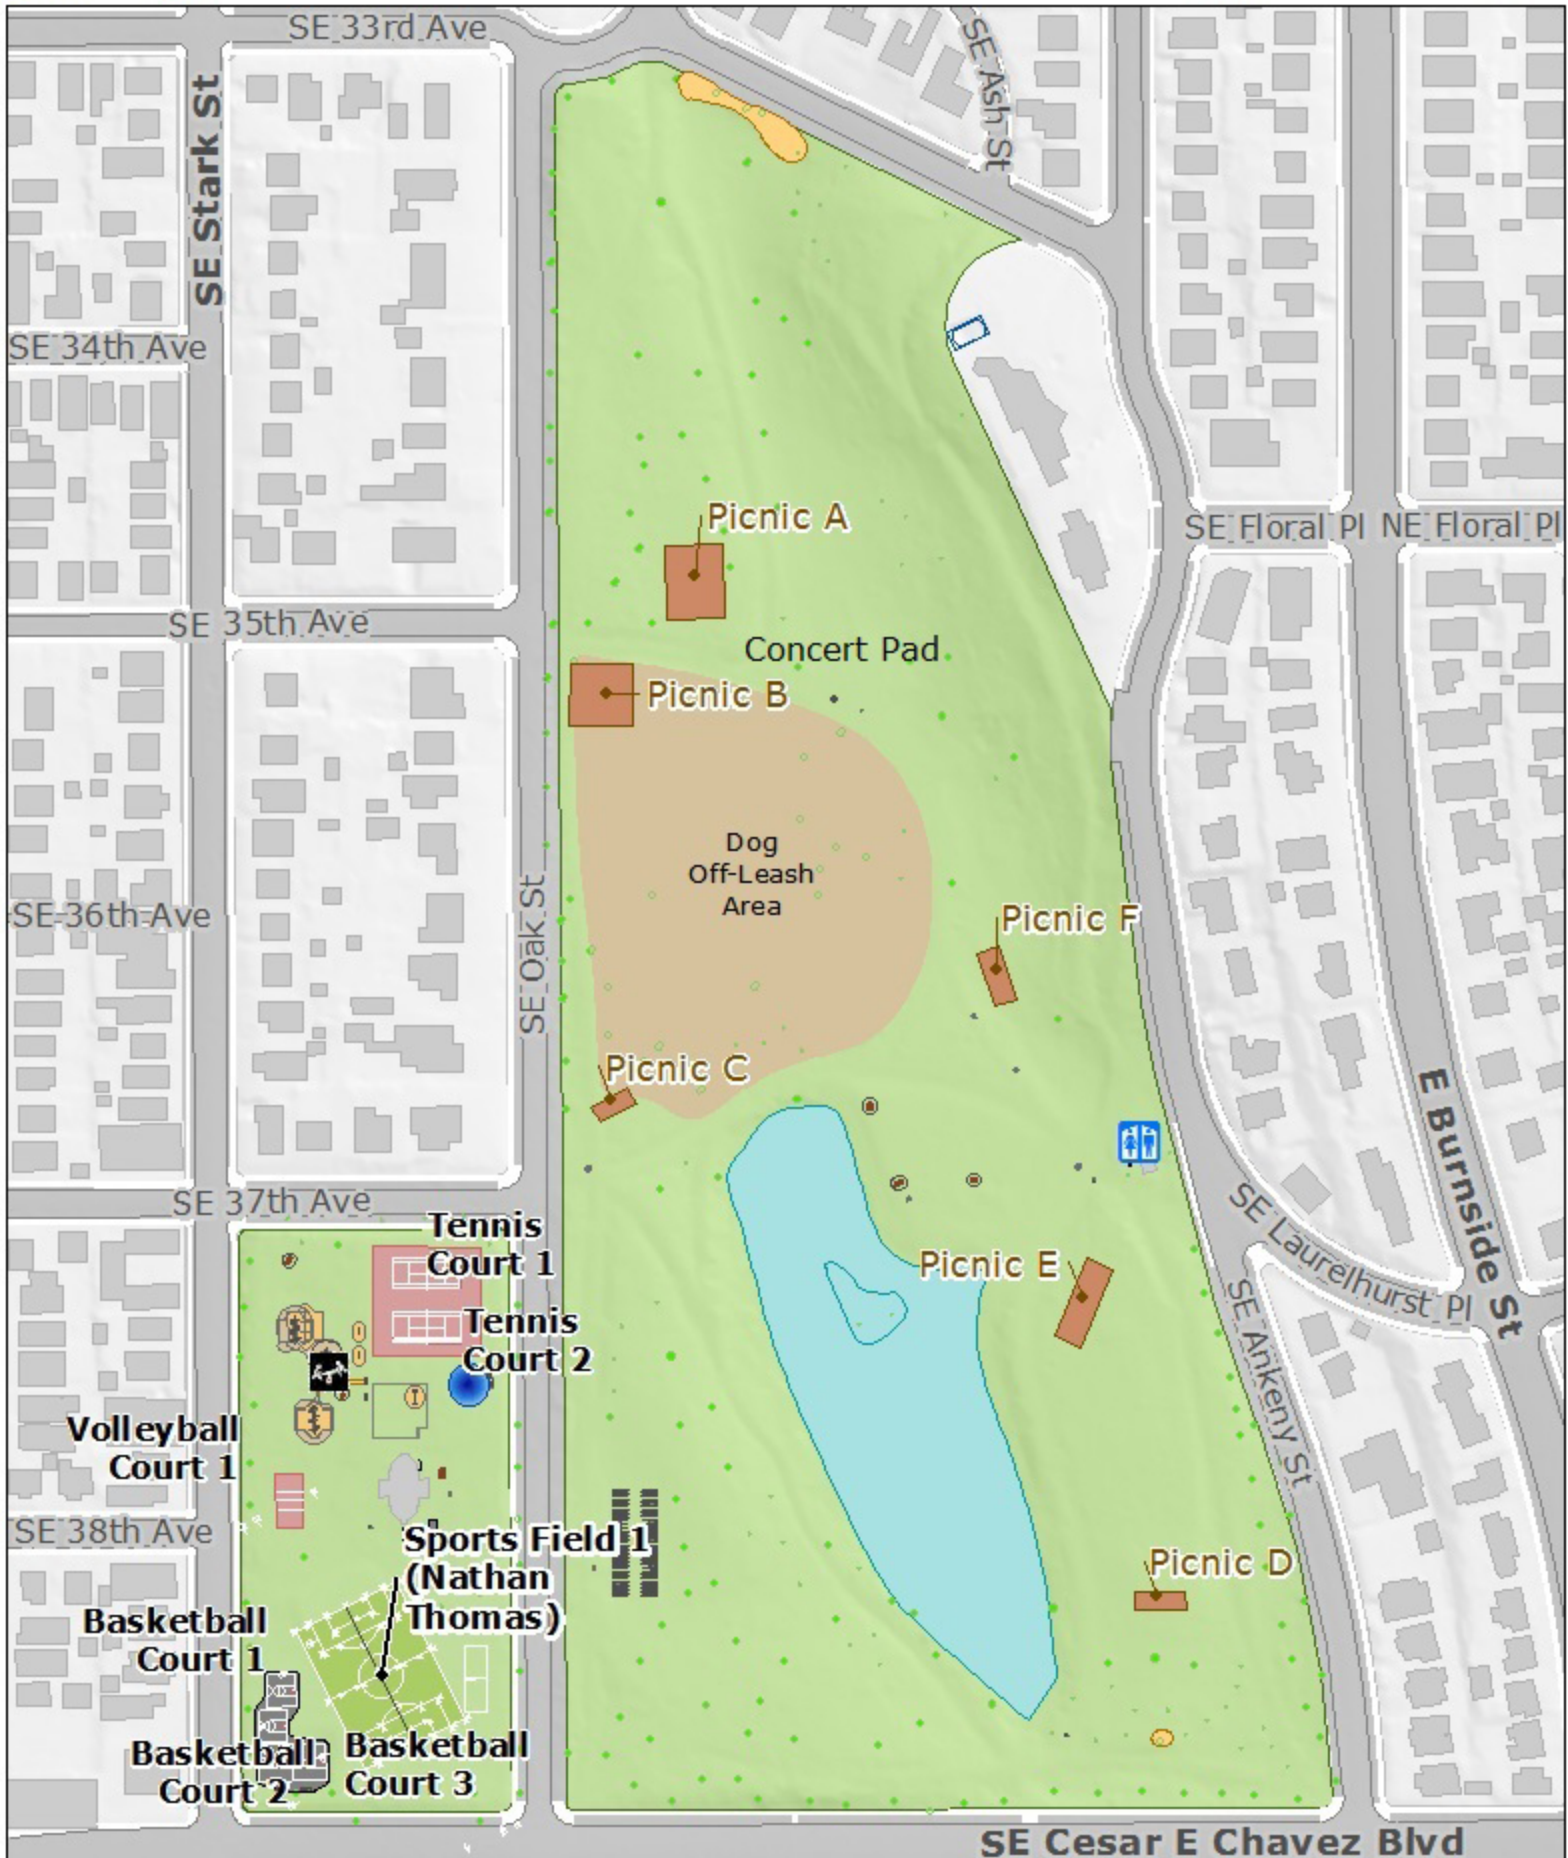 SE 33rd Ave
SE Ash St
SE Stark St
SE 34th Ave
Picnic A
SE Floral Pl
NE Floral Pl
SE 35th Ave
Concert Pad
Picnic B
Dog
Off-Leash
Area
SE Oak St
SE 36th Ave
Picnic F
Picnic C
E Burnside St
SE 37th Ave
Tennis
Court 1
SE Laurelhurst Pl
Picnic E
Tennis
Court 2
SE Ankeny St
Volleyball
Court 1
SE 38th Ave
Sports Field 1
(Nathan
Thomas)
Picnic D
Basketball
Court 1
Basketball
Court 2
Basketball
Court 3
SE Cesar E Chavez Blvd